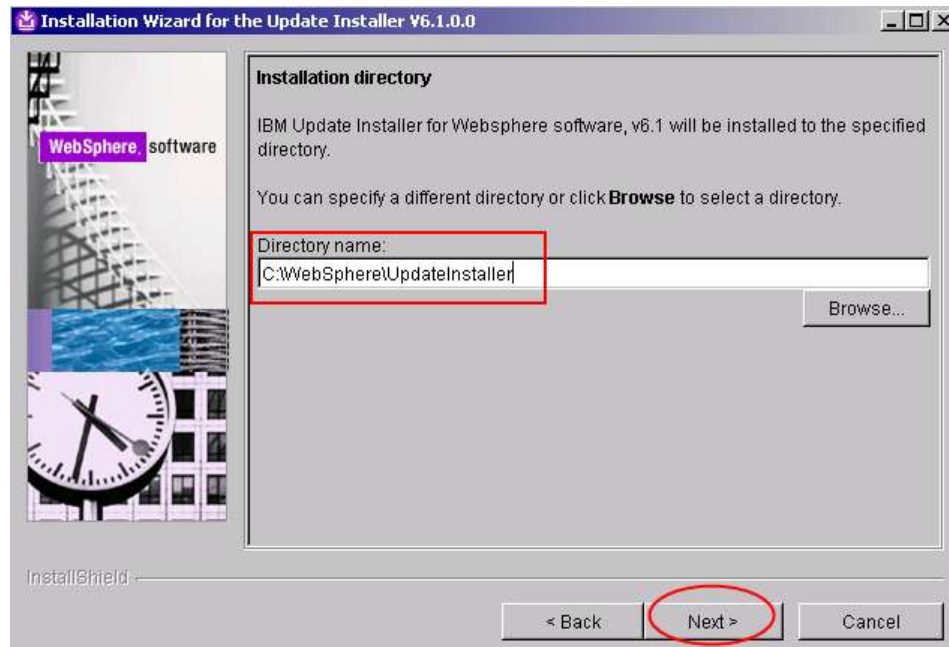 Installation Wizard for the Update Installer V6.1.0.0
WebSphere. software
Installation directory
IBM Update Installer for Websphere software, v6.1 will be installed to the specified
directory.
You can specify a different directory or click Browse to select a directory.
Directory name:
C:\WebSphere\UpdateInstaller
Browse...
InstallShield
< Back
Next >
Cancel